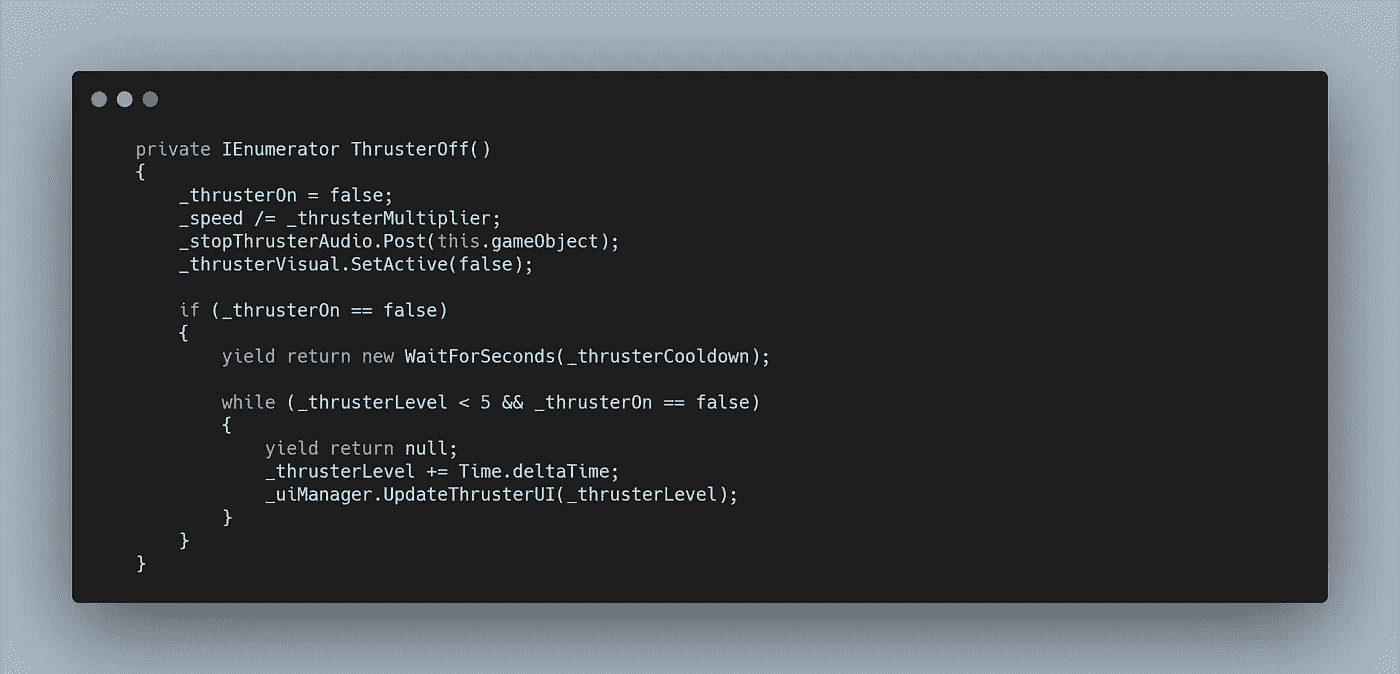 private IEnumerator ThrusterOff()
{
    _thrusterOn = false;
    _speed /= _thrusterMultiplier;
    _stopThrusterAudio.Post(this.gameObject);
    _thrusterVisual.SetActive(false);

    if (_thrusterOn == false)
    {
        yield return new WaitForSeconds(_thrusterCooldown);

        while (_thrusterLevel < 5 && _thrusterOn == false)
        {
            yield return null;
            _thrusterLevel += Time.deltaTime;
            _uiManager.UpdateThrusterUI(_thrusterLevel);
        }
    }
}